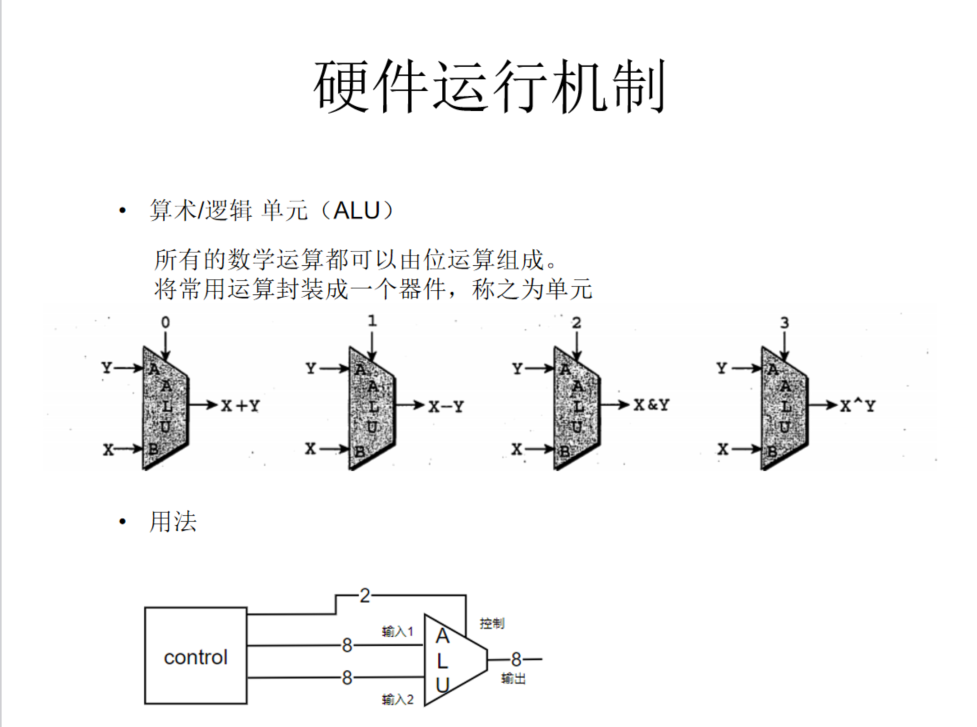 硬件运行机制
• 算术/逻辑 单元（ALU）
所有的数学运算都可以由位运算组成。
将常用运算封装成一个器件，称之为单元
0 1 2 3
Y A Y A Y A Y A
A L U X+Y A L U X-Y A L U X&Y A L U X^Y
X B X B X B X B
• 用法
2
控制
输入1
8
control
A L U
8
输出
8
输入2